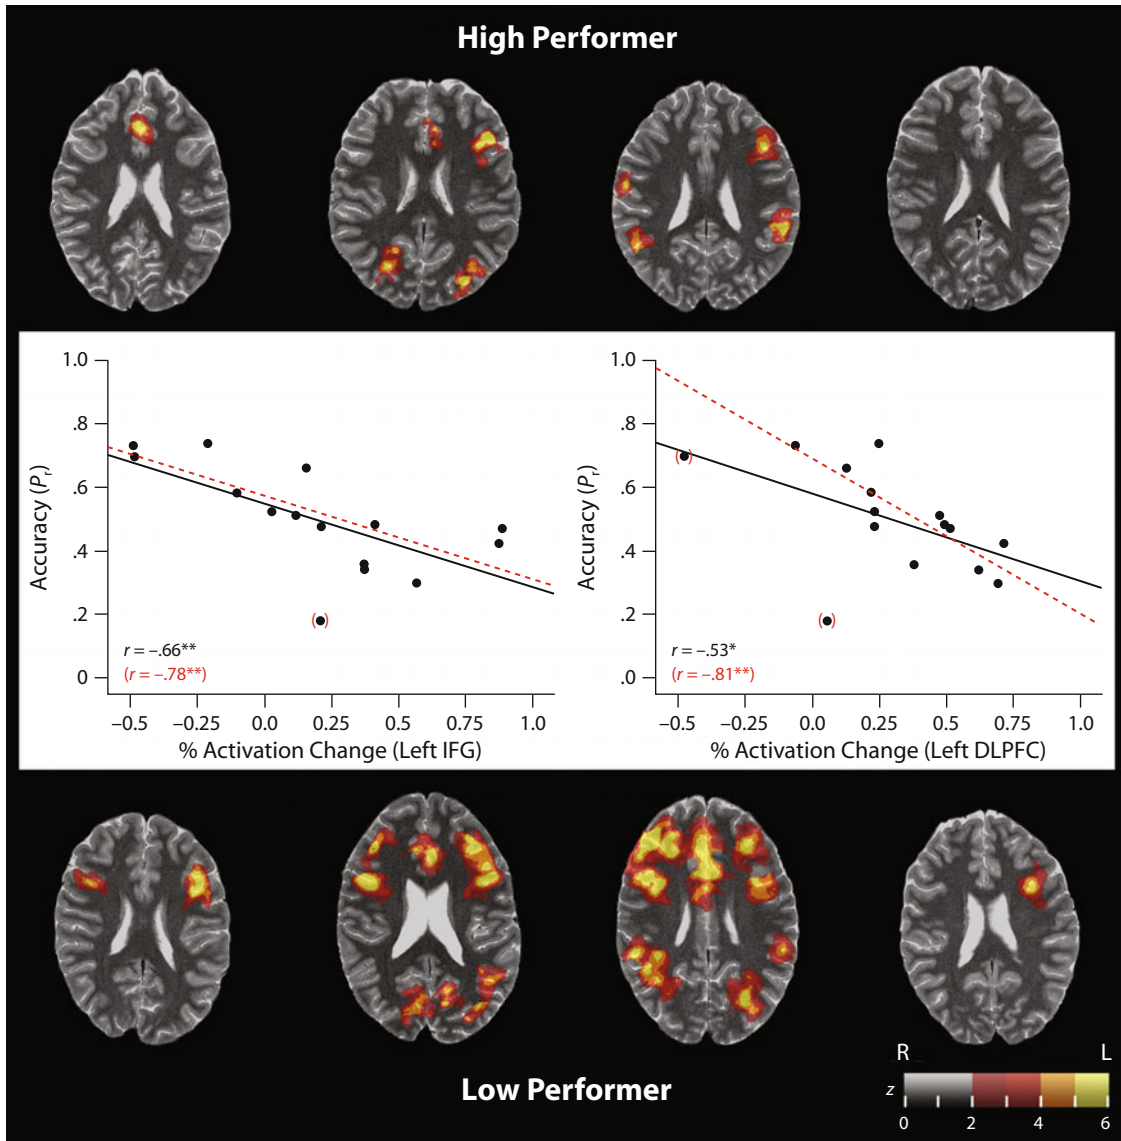 High Performer
1.0
.8
.6
.4
.2
0
Accuracy (Pr)
r = –.66**
(r = –.78**)
–0.5 –0.25 0.0 0.25 0.5 0.75 1.0
% Activation Change (Left IFG)
1.0
.8
.6
.4
.2
.0
Accuracy (Pr)
( )
( )
( )
r = –.53*
(r = –.81**)
–0.5 –0.25 0.0 0.25 0.5 0.75 1.0
% Activation Change (Left DLPFC)
Low Performer
R L
z
0 2 4 6